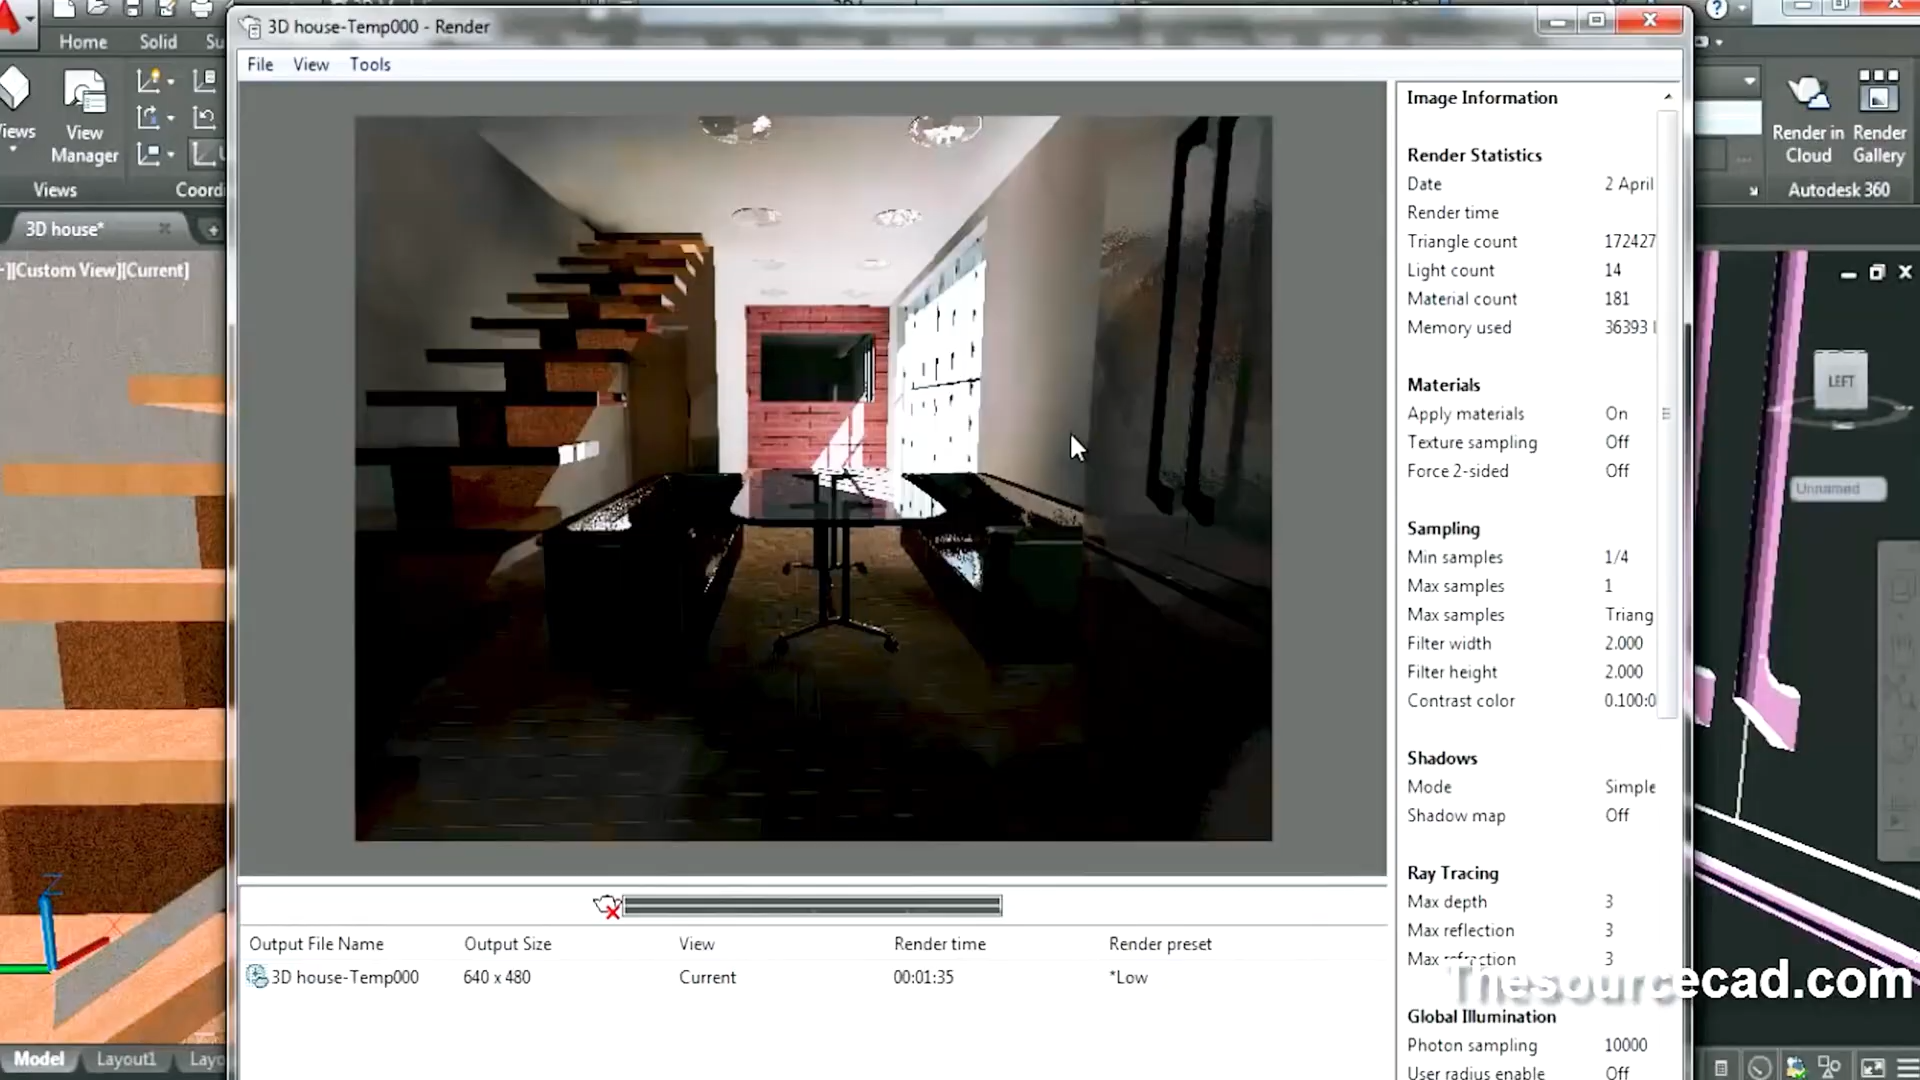 3D house-Temp000 - Render
Home Solid Su
File View Tools
Image Information
Views
View Manager
Views
Coord
Render in Cloud
Render Gallery
Autodesk 360
3D house*
][Custom View][Current]
Render Statistics
Date 2 April
Render time
Triangle count 172427
Light count 14
Material count 181
Memory used 36393
Materials
Apply materials On
Texture sampling Off
Force 2-sided Off
LEFT
Unnamed
Sampling
Min samples 1/4
Max samples 1
Max samples Triang
Filter width 2.000
Filter height 2.000
Contrast color 0.100:0
Shadows
Mode Simple
Shadow map Off
Ray Tracing
Max depth 3
Max reflection 3
Max refraction 3
Global Illumination
Photon sampling 10000
User radius enable Off
Output File Name Output Size View Render time Render preset
3D house-Temp000 640 x 480 Current 00:01:35 *Low
Thesourcecad.com
Z
Model Layout1 Layo